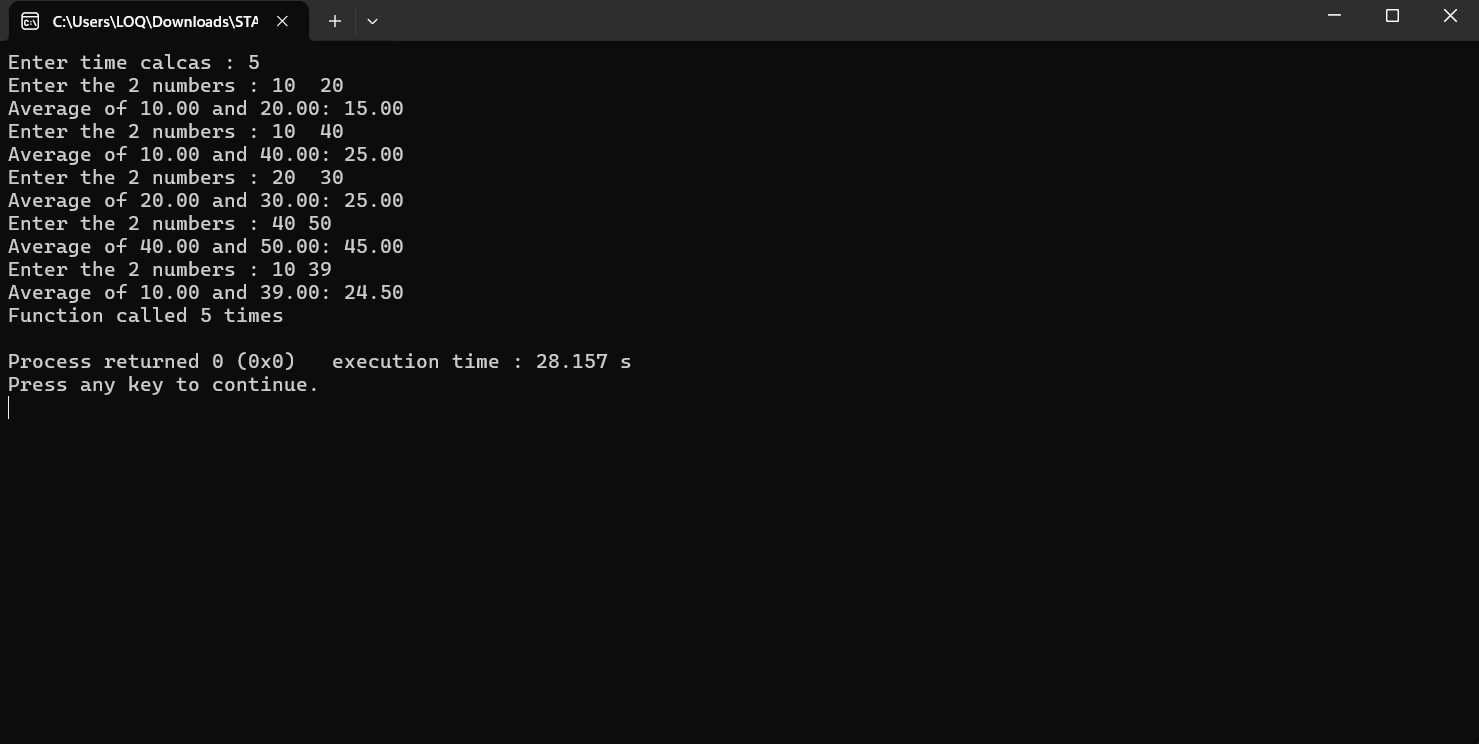 C:\Users\LOQ\Downloads\STA
Enter time calcas : 5
Enter the 2 numbers : 10  20
Average of 10.00 and 20.00: 15.00
Enter the 2 numbers : 10  40
Average of 10.00 and 40.00: 25.00
Enter the 2 numbers : 20  30
Average of 20.00 and 30.00: 25.00
Enter the 2 numbers : 40 50
Average of 40.00 and 50.00: 45.00
Enter the 2 numbers : 10 39
Average of 10.00 and 39.00: 24.50
Function called 5 times
Process returned 0 (0x0)   execution time : 28.157 s
Press any key to continue.